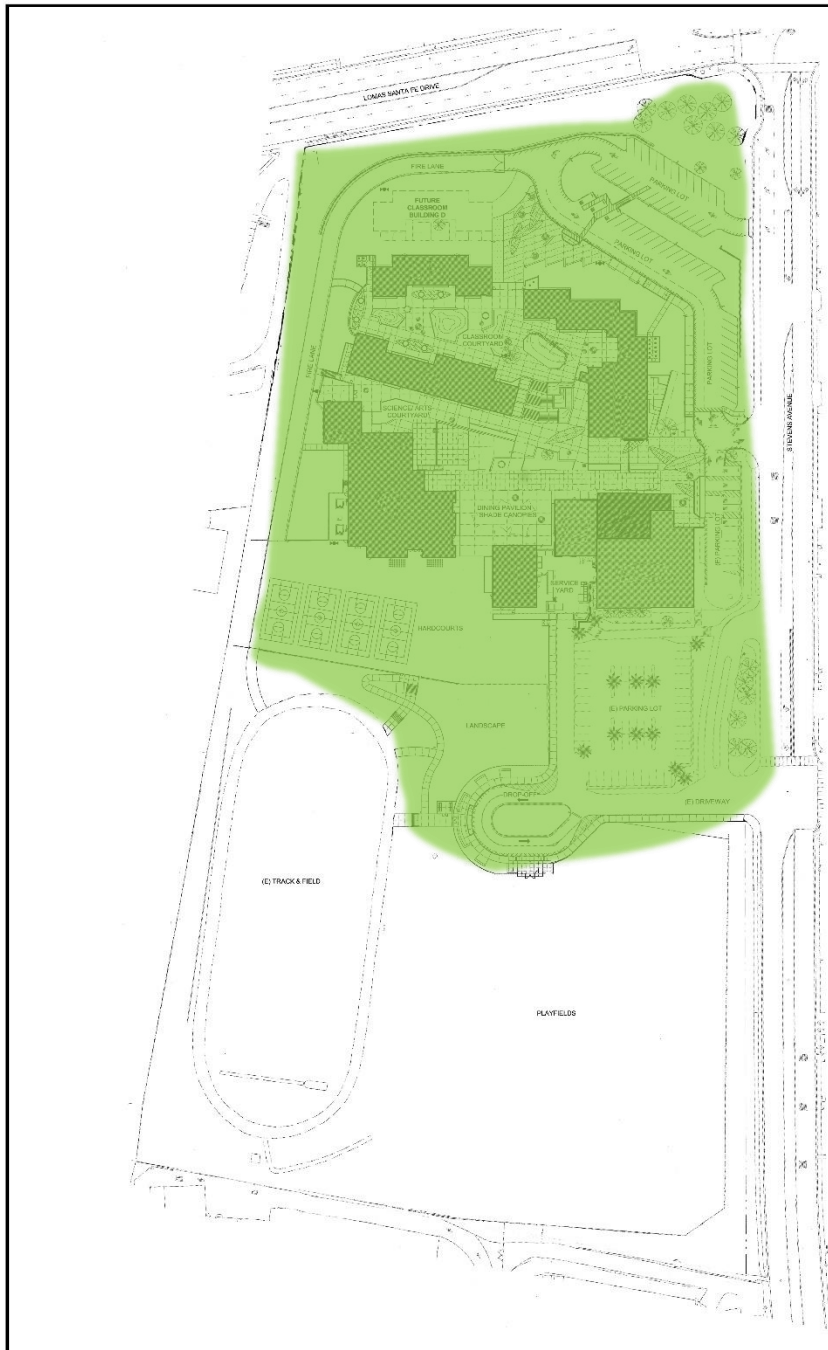 LOMAS SANTA FE DRIVE
FIRE LANE
PARKING LOT
FUTURE
CLASSROOM
BUILDING D
PARKING LOT
CLASSROOM
COURTYARD
FIRE LANE
PARKING LOT
SCIENCE/ARTS
COURTYARD
STEVENS AVENUE
DINING PAVILION
SHADE CANOPIES
(E) PARKING LOT
SERVICE
YARD
HARDCOURTS
(E) PARKING LOT
LANDSCAPE
DROP-OFF
(E) DRIVEWAY
(E) TRACK & FIELD
PLAYFIELDS